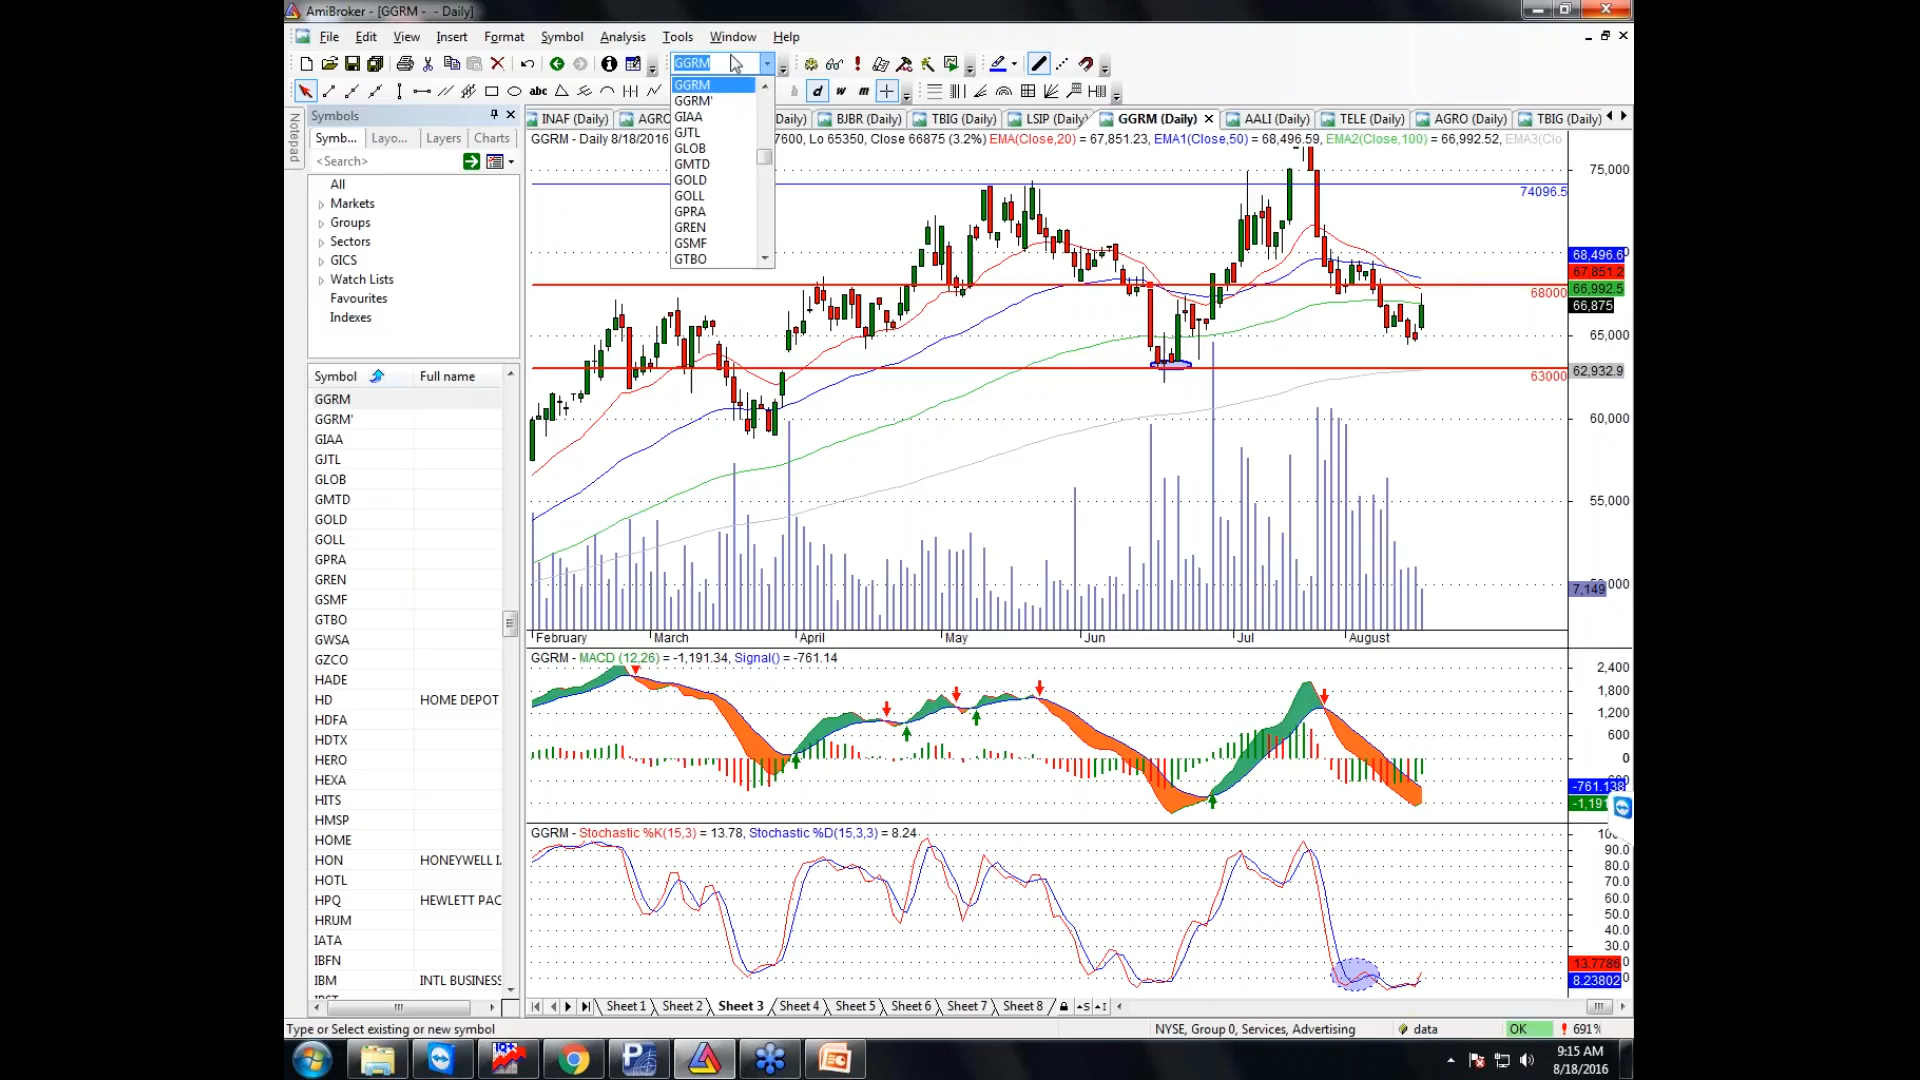 AmiBroker - [GGRM - - Daily]
File Edit View Insert Format Symbol Analysis Tools Window Help
GGRM
abc
d w m
Symbols
INAF (Daily) AGRO Daily) BJBR (Daily) TBIG (Daily) LSIP (Daily) GGRM (Daily) AALI (Daily) TELE (Daily) AGRO (Daily) TBIG (Daily)
Notepad
Symb... Layo... Layers Charts
<Search>
All
Markets
Groups
Sectors
GICS
Watch Lists
Favourites
Indexes
GGRM
GGRM'
GIAA
GJTL
GLOB
GMTD
GOLD
GOLL
GPRA
GREN
GSMF
GTBO
Symbol Full name
GGRM
GGRM'
GIAA
GJTL
GLOB
GMTD
GOLD
GOLL
GPRA
GREN
GSMF
GTBO
GWSA
GZCO
HADE
HD HOME DEPOT
HDFA
HDTX
HERO
HEXA
HITS
HMSP
HOME
HON HONEYWELL I
HOTL
HPQ HEWLETT PAC
HRUM
IATA
IBFN
IBM INTL BUSINESS
GGRM - Daily 8/18/2016 7600, Lo 65350, Close 66875 (3.2%) EMA(Close,20) = 67,851.23, EMA1(Close,50) = 68,496.59, EMA2(Close,100) = 66,992.52, EMA3(Clo
75,000
74096.5
68,496.6
67,851.2
68000
66,992.5
66,875
65,000
63000
62,932.9
60,000
55,000
7,149
February March April May Jun Jul August
GGRM - MACD (12,26) = -1,191.34, Signal() = -761.14
2,400
1,800
1,200
600
0
-761.138
-1,191
GGRM - Stochastic %K(15,3) = 13.78, Stochastic %D(15,3,3) = 8.24
90.0
80.0
70.0
60.0
50.0
40.0
30.0
13.7786
8.23802
Sheet 1 Sheet 2 Sheet 3 Sheet 4 Sheet 5 Sheet 6 Sheet 7 Sheet 8
Type or Select existing or new symbol
NYSE, Group 0, Services, Advertising data OK 691%
9:15 AM
8/18/2016